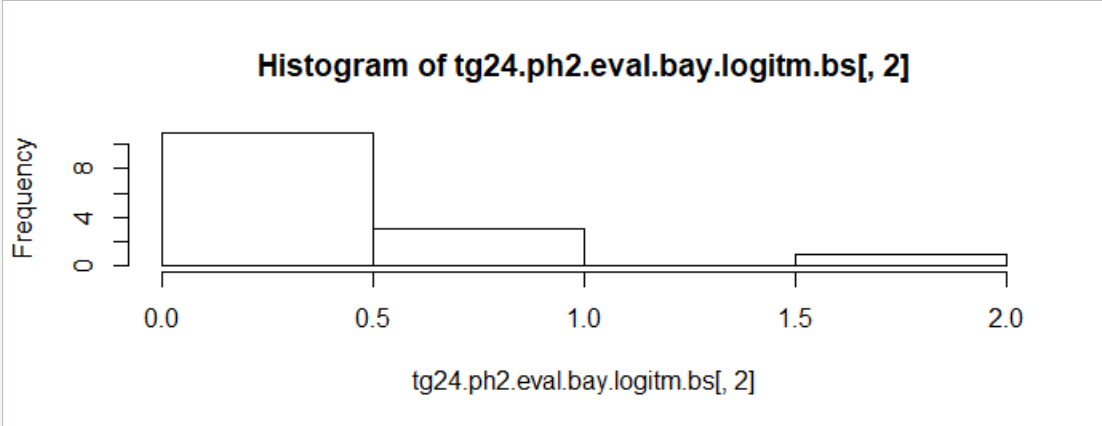 Histogram of tg24.ph2.eval.bay.logitm.bs[, 2]
Frequency
8
4
0
0.0 0.5 1.0 1.5 2.0
tg24.ph2.eval.bay.logitm.bs[, 2]